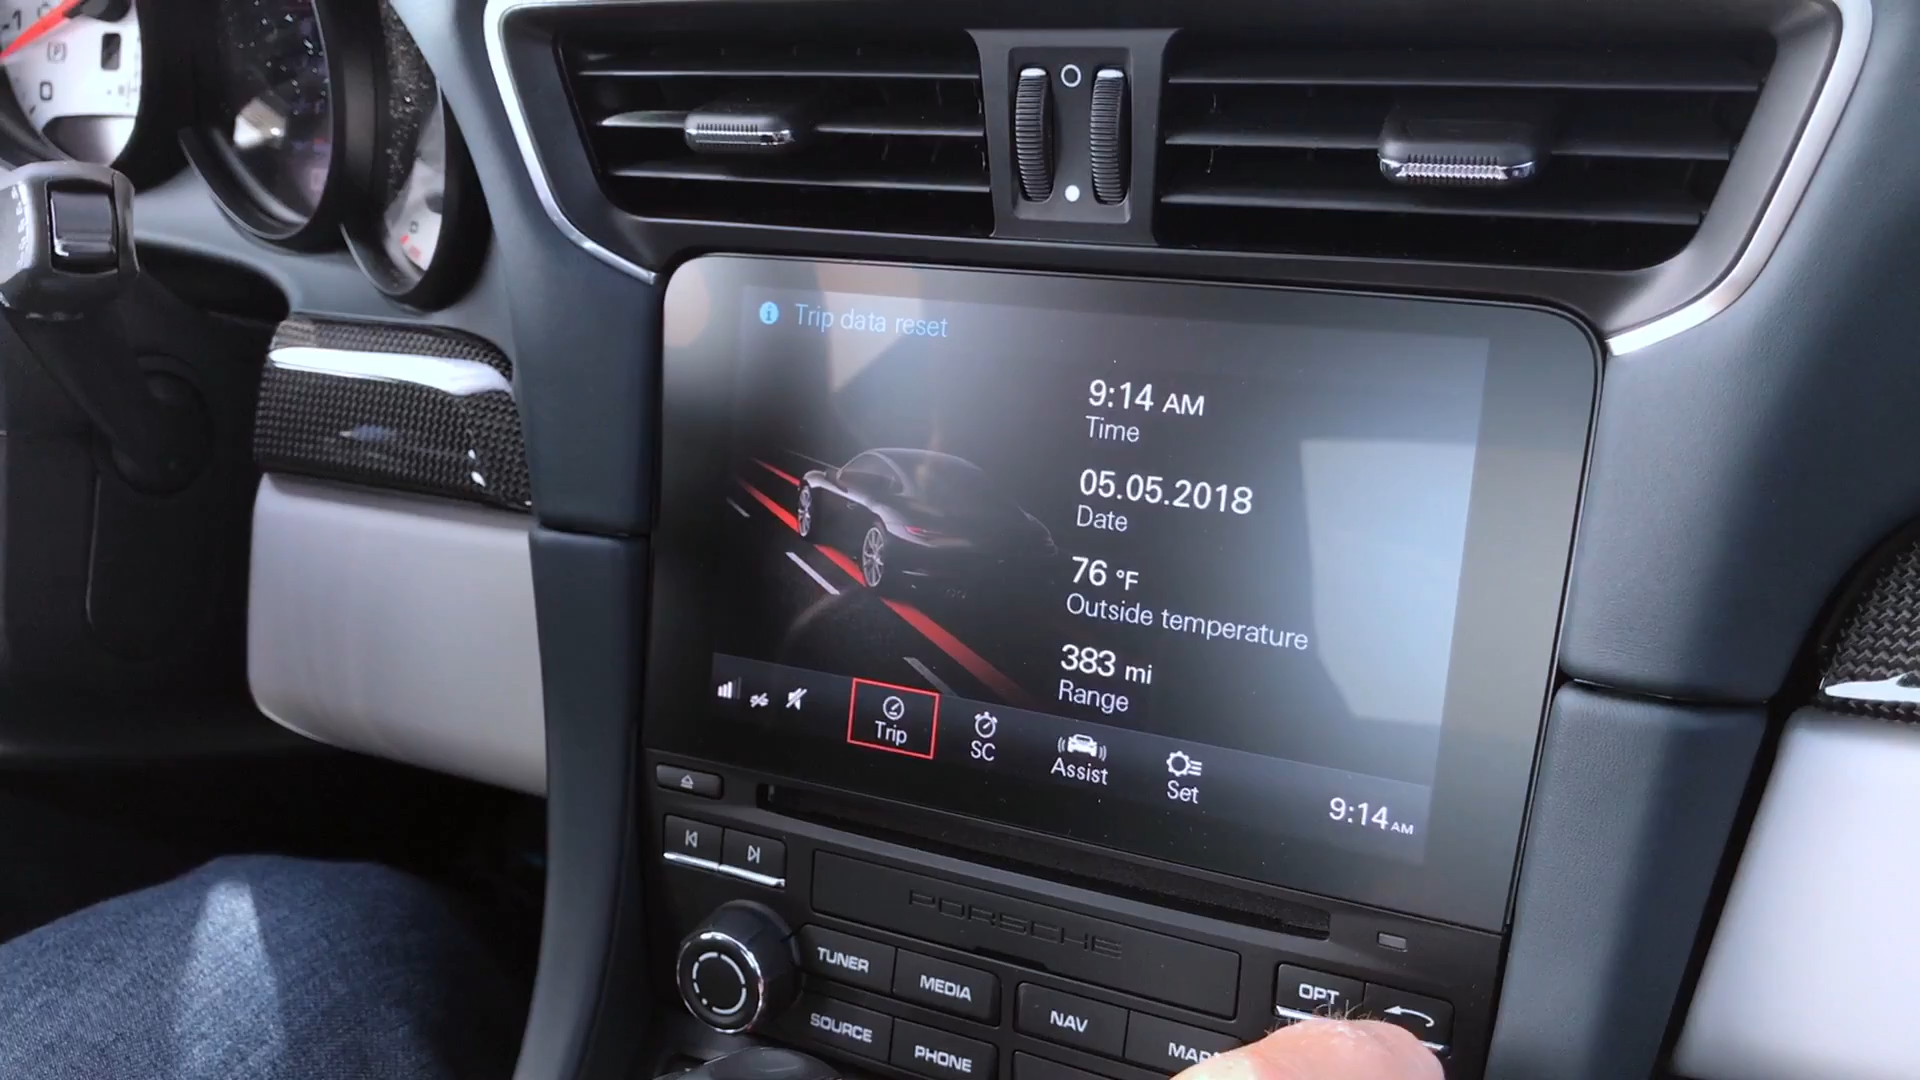 Trip data reset
9:14 AM
Time
05.05.2018
Date
76 °F
Outside temperature
383 mi
Range
Trip
SC
Assist
Set
9:14 AM
PORSCHE
TUNER
MEDIA
NAV
OPT
SOURCE
PHONE